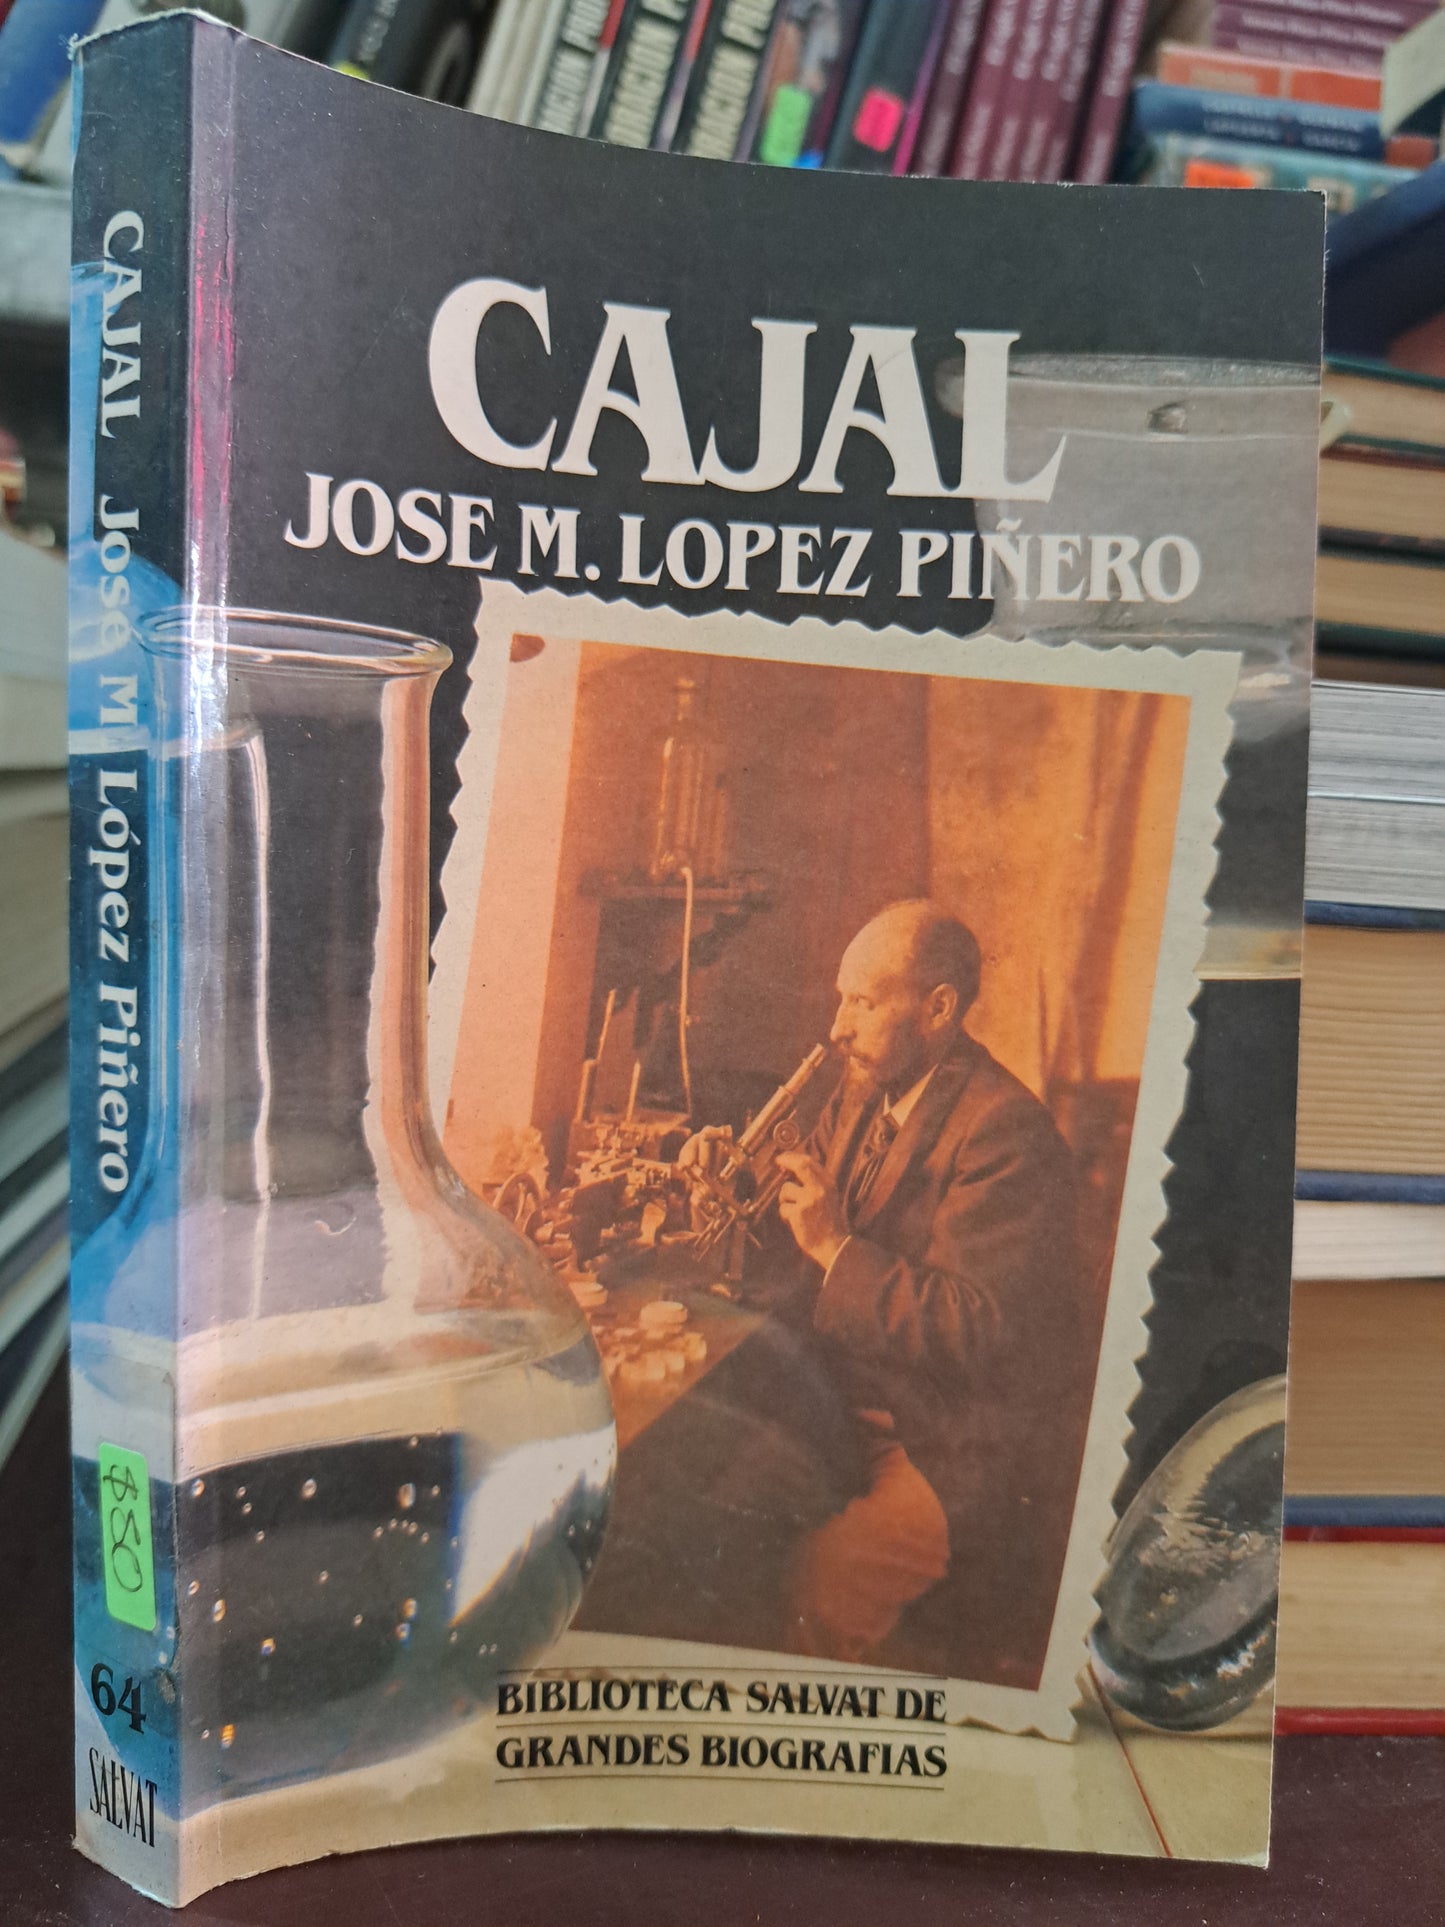 CAJAL
JOSE M. LOPEZ PIÑERO
BIBLIOTECA SALVAT DE
GRANDES BIOGRAFIAS
CAJAL José M. López Piñero
$80
64
SALVAT